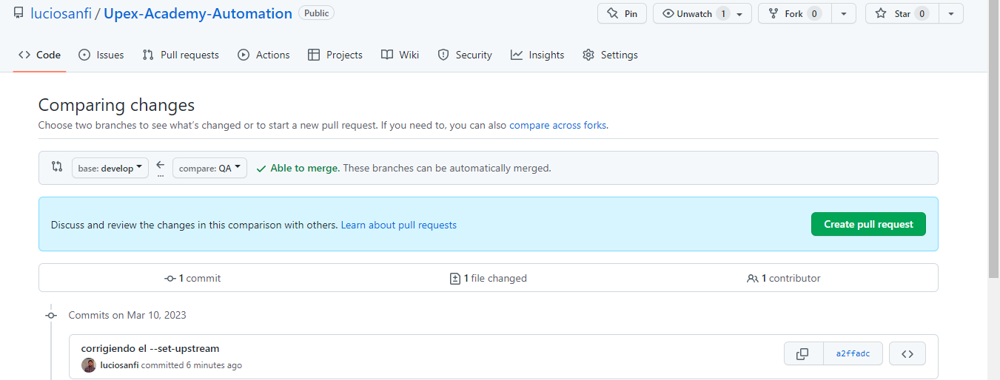 luciosanfi / Upex-Academy-Automation Public Pin Unwatch 1 Fork 0 Star 0
Code Issues Pull requests Actions Projects Wiki Security Insights Settings
Comparing changes
Choose two branches to see what's changed or to start a new pull request. If you need to, you can also compare across forks.
base: develop ... compare: QA Able to merge. These branches can be automatically merged.
Discuss and review the changes in this comparison with others. Learn about pull requests Create pull request
1 commit 1 file changed 1 contributor
Commits on Mar 10, 2023
corrigiendo el --set-upstream
a2ffadc
luciosanfi committed 6 minutes ago